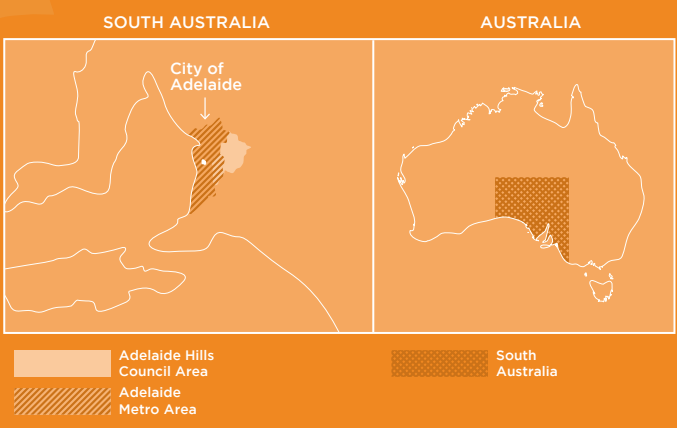 SOUTH AUSTRALIA
AUSTRALIA
City of
Adelaide
Adelaide Hills
Council Area
Adelaide
Metro Area
South
Australia